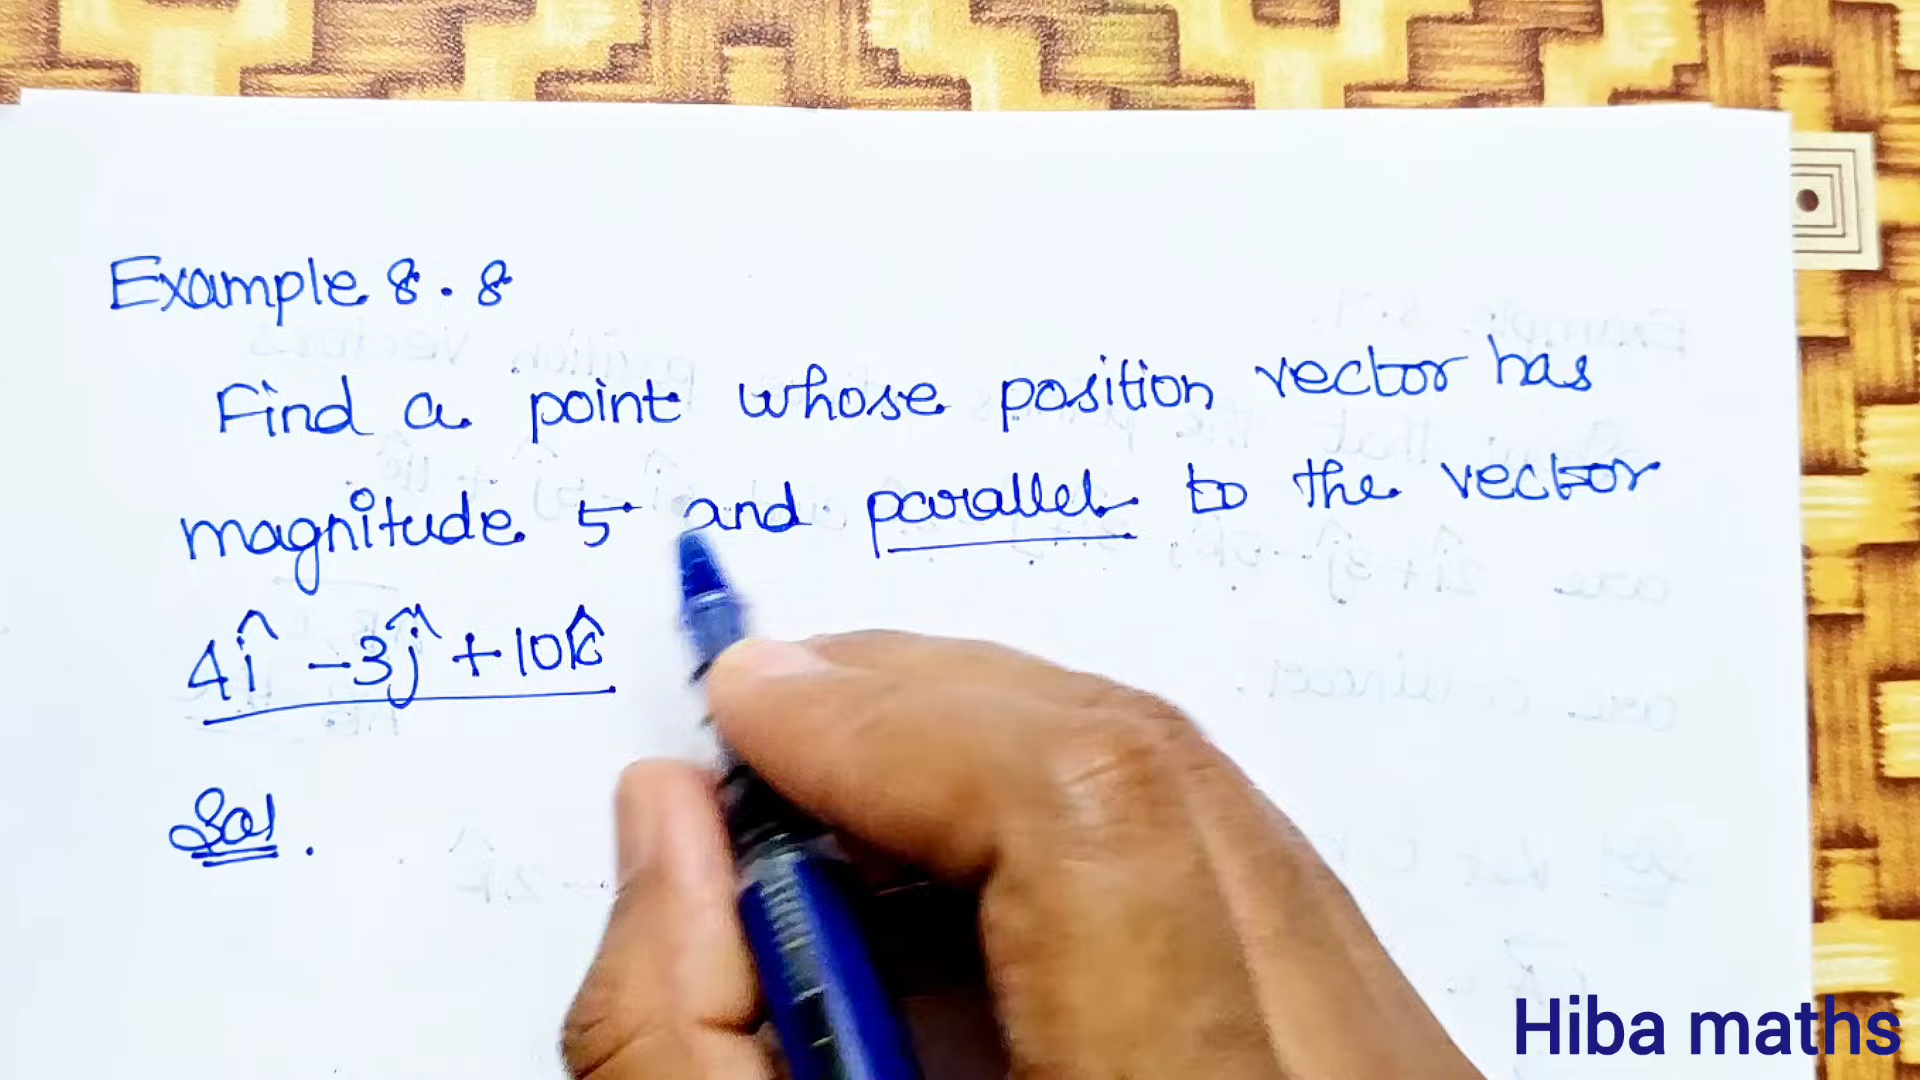 Example 8.8
Find a point whose position vector has
magnitude 5 and parallel to the vector
4î - 3ĵ + 10k̂
Sol.
Hiba maths